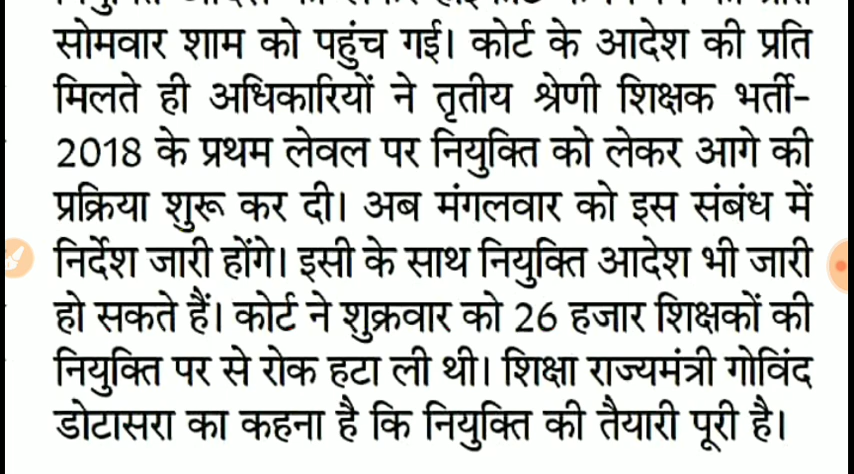 सोमवार शाम को पहुंच गई। कोर्ट के आदेश की प्रति
मिलते ही अधिकारियों ने तृतीय श्रेणी शिक्षक भर्ती-
2018 के प्रथम लेवल पर नियुक्ति को लेकर आगे की
प्रक्रिया शुरू कर दी। अब मंगलवार को इस संबंध में
निर्देश जारी होंगे। इसी के साथ नियुक्ति आदेश भी जारी
हो सकते हैं। कोर्ट ने शुक्रवार को 26 हजार शिक्षकों की
नियुक्ति पर से रोक हटा ली थी। शिक्षा राज्यमंत्री गोविंद
डोटासरा का कहना है कि नियुक्ति की तैयारी पूरी है।